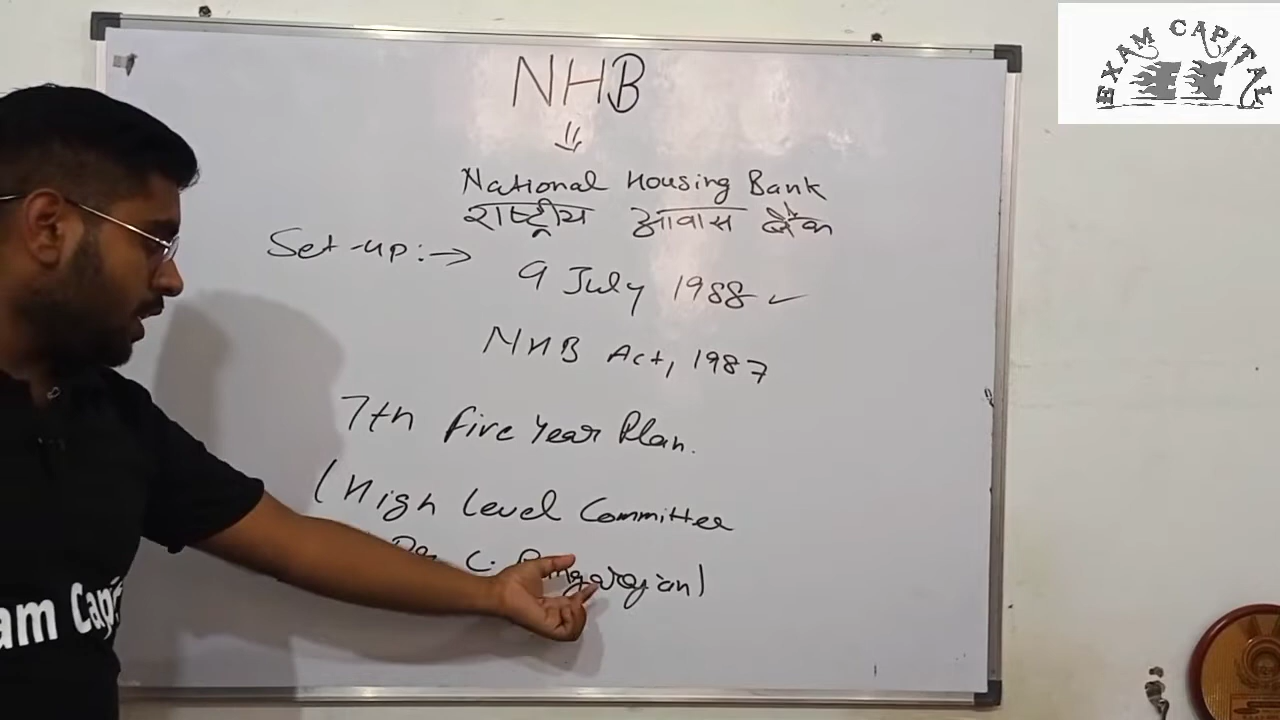 EXAM CAPITAL
NHB
National Housing Bank
राष्ट्रीय आवास बैंक
Set-up:→ 9 July 1988 ✓
NHB Act, 1987
7th Five Year Plan.
(High Level Committee
C. Rangarajan)
am Capi